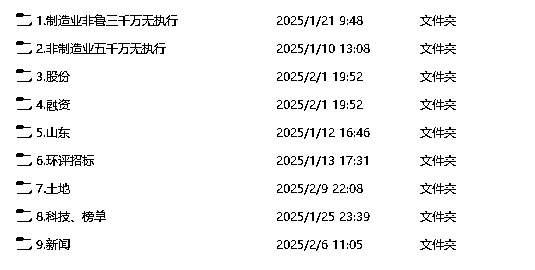 1.制造业非鲁三千万无执行 2025/1/21 9:48 文件夹
2.非制造业五千万无执行 2025/1/10 13:08 文件夹
3.股份 2025/2/1 19:52 文件夹
4.融资 2025/2/1 19:52 文件夹
5.山东 2025/1/12 16:46 文件夹
6.环评招标 2025/1/13 17:31 文件夹
7.土地 2025/2/9 22:08 文件夹
8.科技、榜单 2025/1/25 23:39 文件夹
9.新闻 2025/2/6 11:05 文件夹